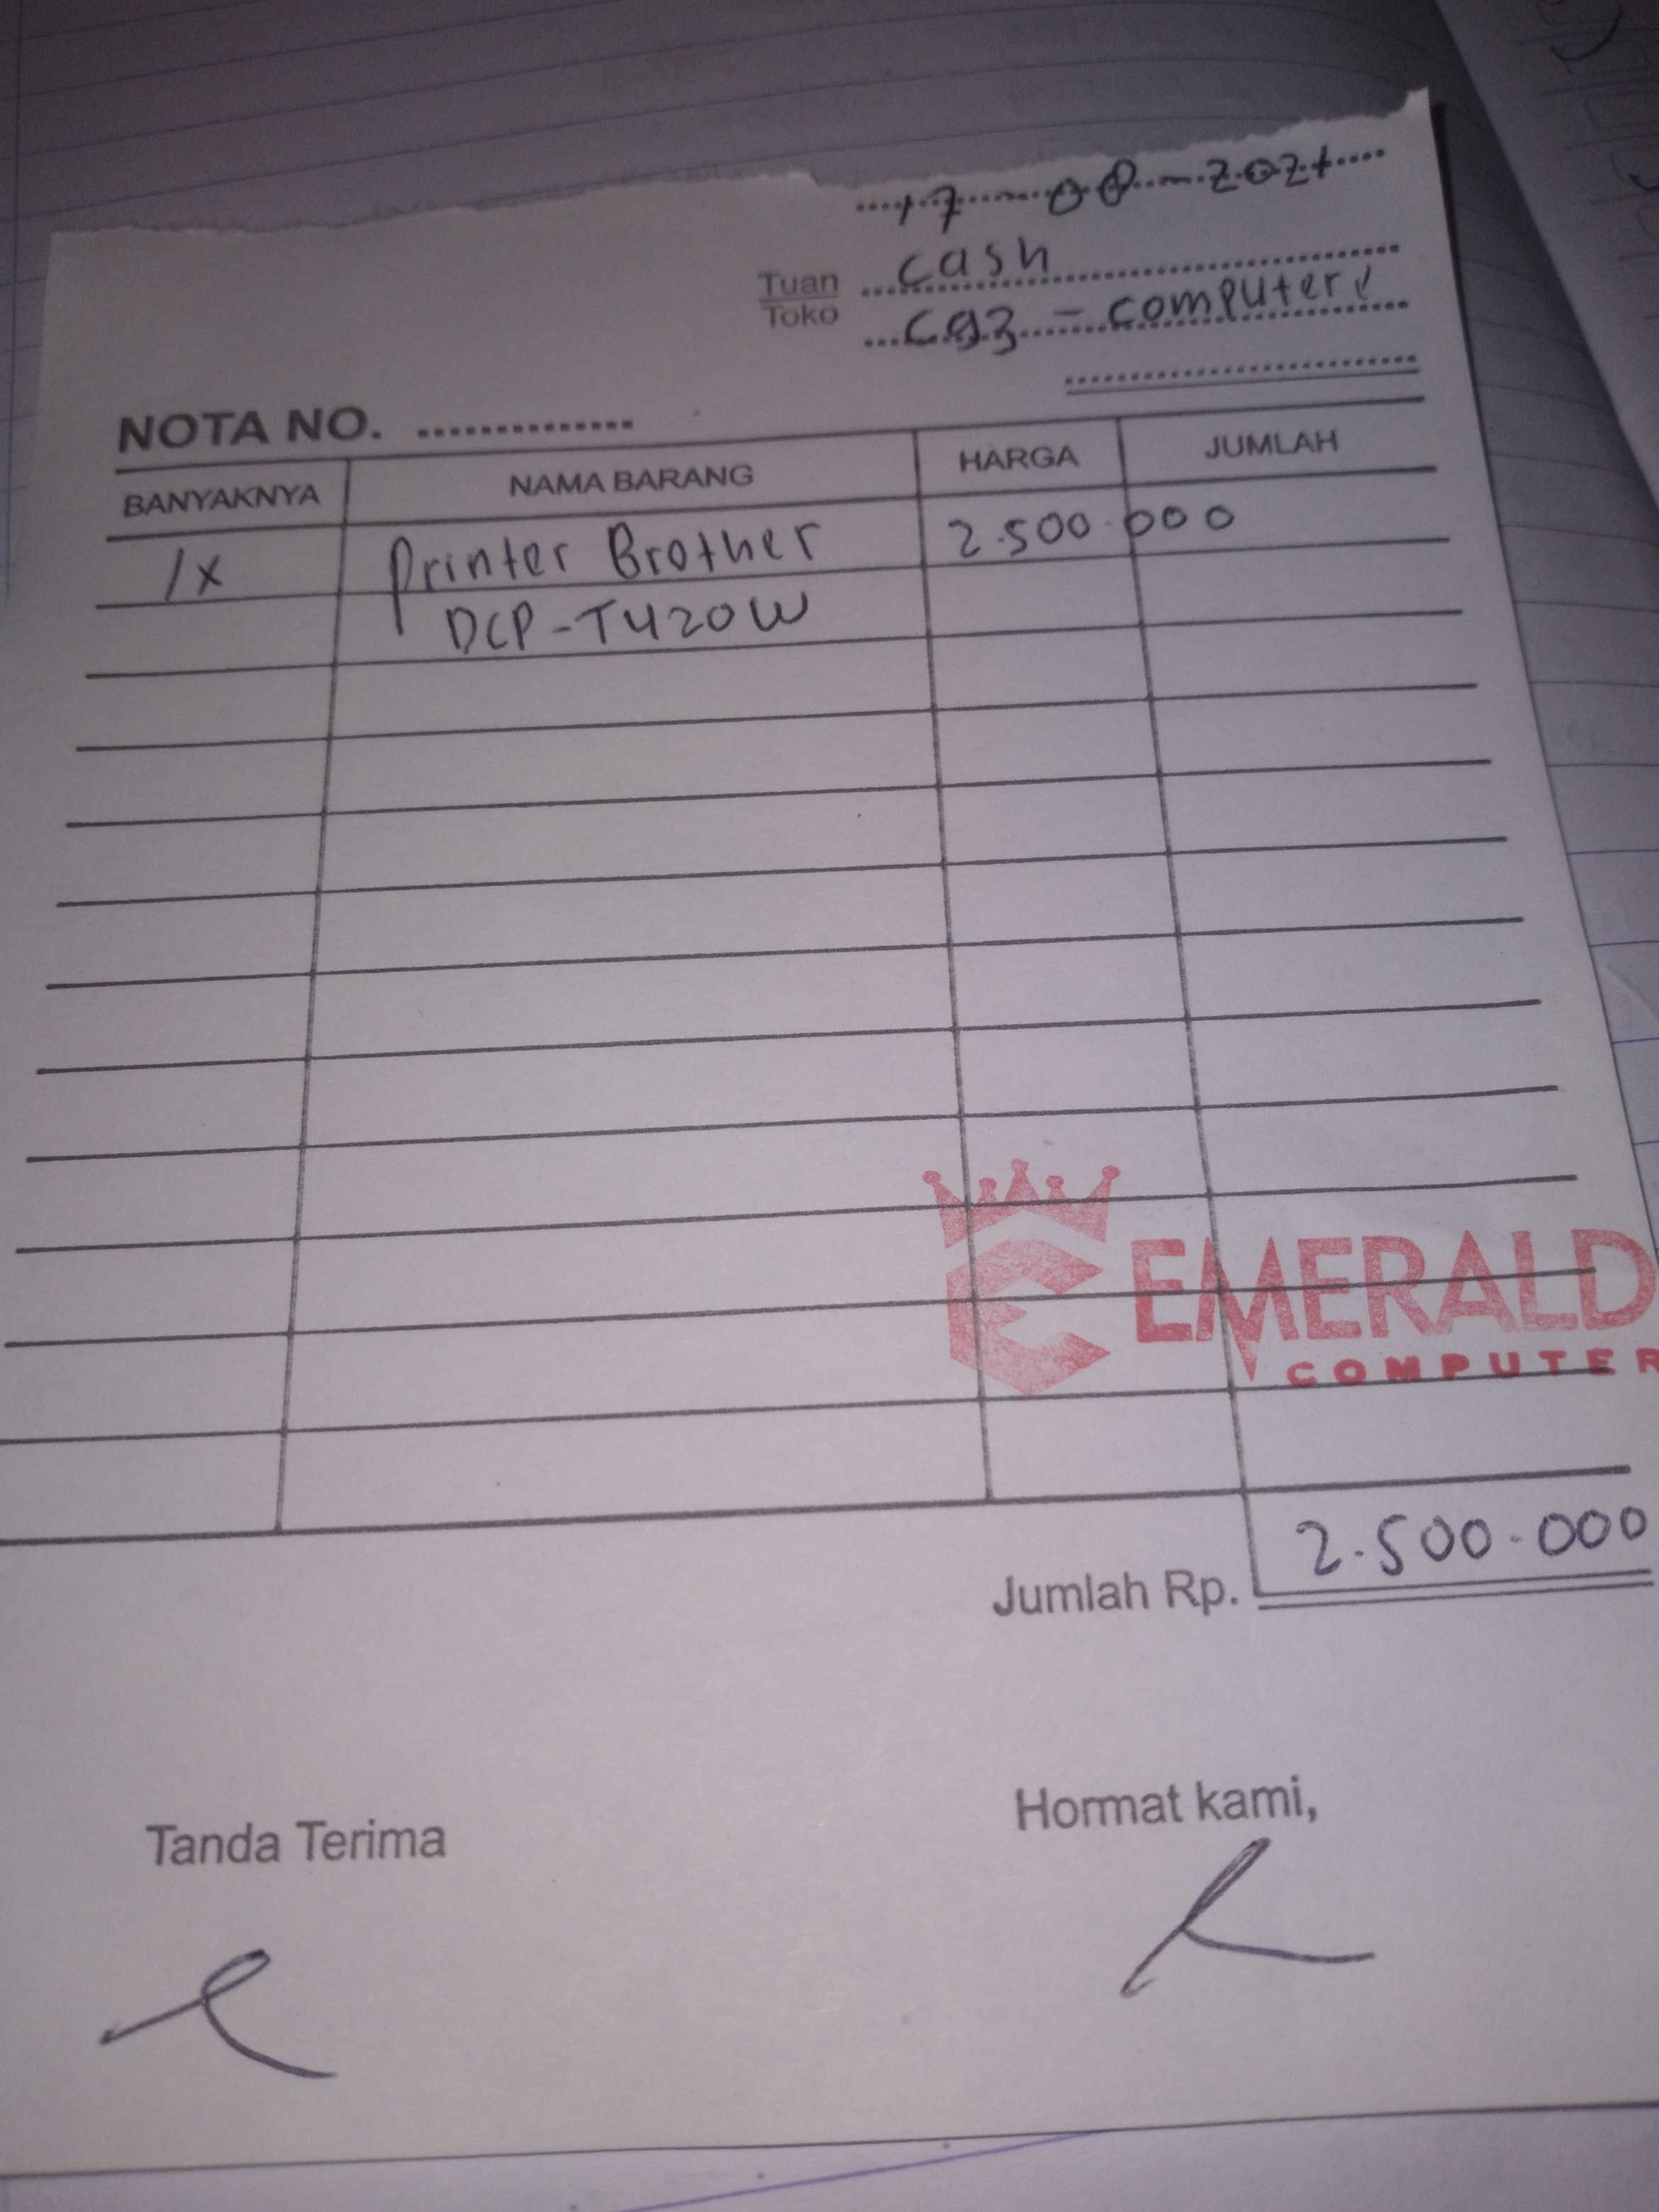 17 - 08 - 2021
Tuan cash
Toko cg3 - computer
NOTA NO. ..............
BANYAKNYA NAMA BARANG HARGA JUMLAH
1x Printer Brother 2.500.000
DCP-T420W
EMERALD
COMPUTER
Jumlah Rp. 2.500.000
Tanda Terima Hormat kami,